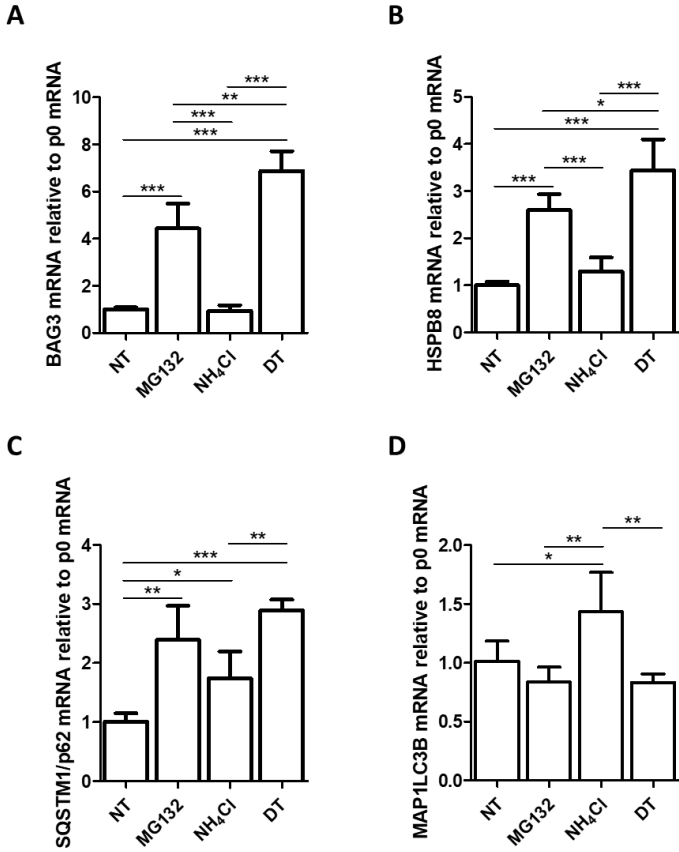 A
BAG3 mRNA relative to p0 mRNA
10
8
6
4
2
0
***
**
***
***
***
NT
MG132
NH₄Cl
DT
B
HSPB8 mRNA relative to p0 mRNA
5
4
3
2
1
0
***
*
***
***
***
NT
MG132
NH₄Cl
DT
C
SQSTM1/p62 mRNA relative to p0 mRNA
4
3
2
1
0
**
***
*
**
NT
MG132
NH₄Cl
DT
D
MAP1LC3B mRNA relative to p0 mRNA
2.0
1.5
1.0
0.5
0.0
**
**
*
NT
MG132
NH₄Cl
DT